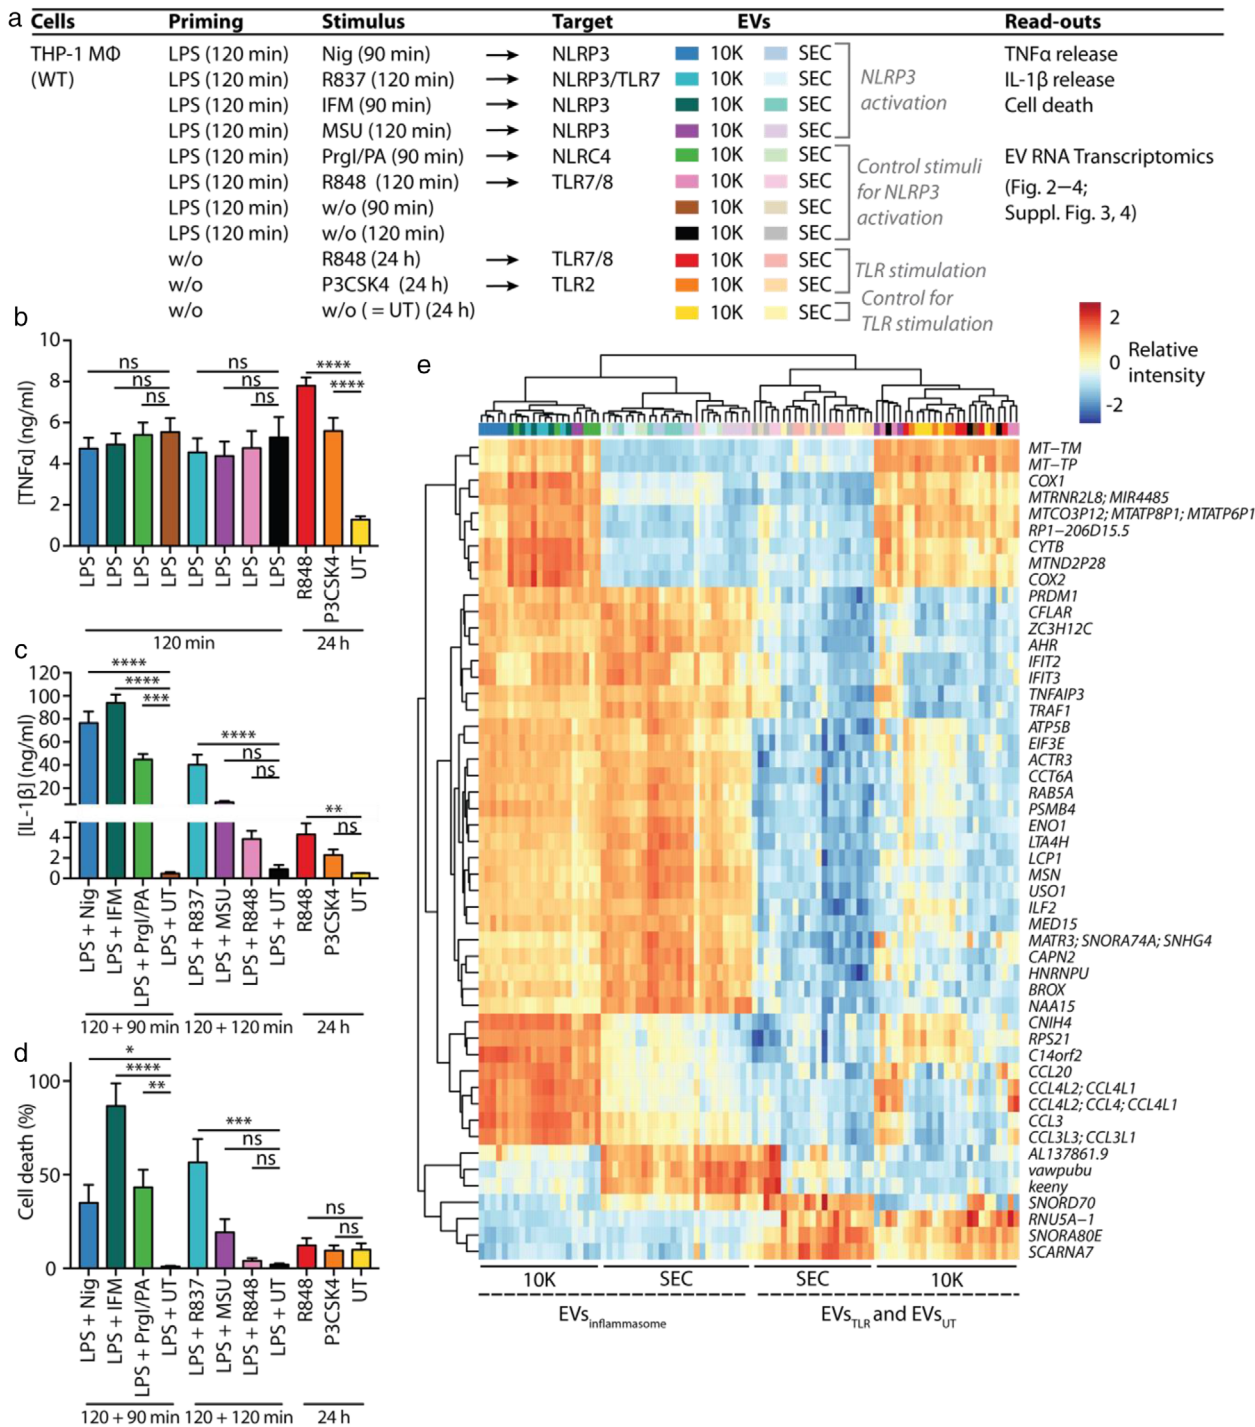 a
Cells Priming Stimulus Target EVs Read-outs
THP-1 MΦ LPS (120 min) Nig (90 min) → NLRP3 10K SEC TNFα release
(WT) LPS (120 min) R837 (120 min) → NLRP3/TLR7 10K SEC NLRP3 IL-1β release
LPS (120 min) IFM (90 min) → NLRP3 10K SEC activation Cell death
LPS (120 min) MSU (120 min) → NLRP3 10K SEC
LPS (120 min) PrgI/PA (90 min) → NLRC4 10K SEC Control stimuli EV RNA Transcriptomics
LPS (120 min) R848 (120 min) → TLR7/8 10K SEC for NLRP3 (Fig. 2–4;
LPS (120 min) w/o (90 min) 10K SEC activation Suppl. Fig. 3, 4)
LPS (120 min) w/o (120 min) 10K SEC
w/o R848 (24 h) → TLR7/8 10K SEC TLR stimulation
w/o P3CSK4 (24 h) → TLR2 10K SEC
w/o w/o ( = UT) (24 h) 10K SEC Control for
TLR stimulation
b
[TNFα] (ng/ml)
10
8
6
4
2
0
ns
ns
ns
ns
ns
ns
****
****
LPS LPS LPS LPS LPS LPS LPS LPS R848 P3CSK4 UT
120 min 24 h
c
[IL-1β] (ng/ml)
120
100
80
60
40
20
4
2
0
****
****
***
****
ns
ns
**
ns
LPS + Nig LPS + IFM LPS + PrgI/PA LPS + UT LPS + R837 LPS + MSU LPS + R848 LPS + UT R848 P3CSK4 UT
120 + 90 min 120 + 120 min 24 h
d
Cell death (%)
100
50
0
*
****
**
***
ns
ns
ns
ns
LPS + Nig LPS + IFM LPS + PrgI/PA LPS + UT LPS + R837 LPS + MSU LPS + R848 LPS + UT R848 P3CSK4 UT
120 + 90 min 120 + 120 min 24 h
e
2
0
-2
Relative
intensity
MT−TM
MT−TP
COX1
MTRNR2L8; MIR4485
MTCO3P12; MTATP8P1; MTATP6P1
RP1−206D15.5
CYTB
MTND2P28
COX2
PRDM1
CFLAR
ZC3H12C
AHR
IFIT2
IFIT3
TNFAIP3
TRAF1
ATP5B
EIF3E
ACTR3
CCT6A
RAB5A
PSMB4
ENO1
LTA4H
LCP1
MSN
USO1
ILF2
MED15
MATR3; SNORA74A; SNHG4
CAPN2
HNRNPU
BROX
NAA15
CNIH4
RPS21
C14orf2
CCL20
CCL4L2; CCL4L1
CCL4L2; CCL4; CCL4L1
CCL3
CCL3L3; CCL3L1
AL137861.9
vawpubu
keeny
SNORD70
RNU5A−1
SNORA80E
SCARNA7
10K SEC SEC 10K
EVsinflammasome EVsTLR and EVsUT